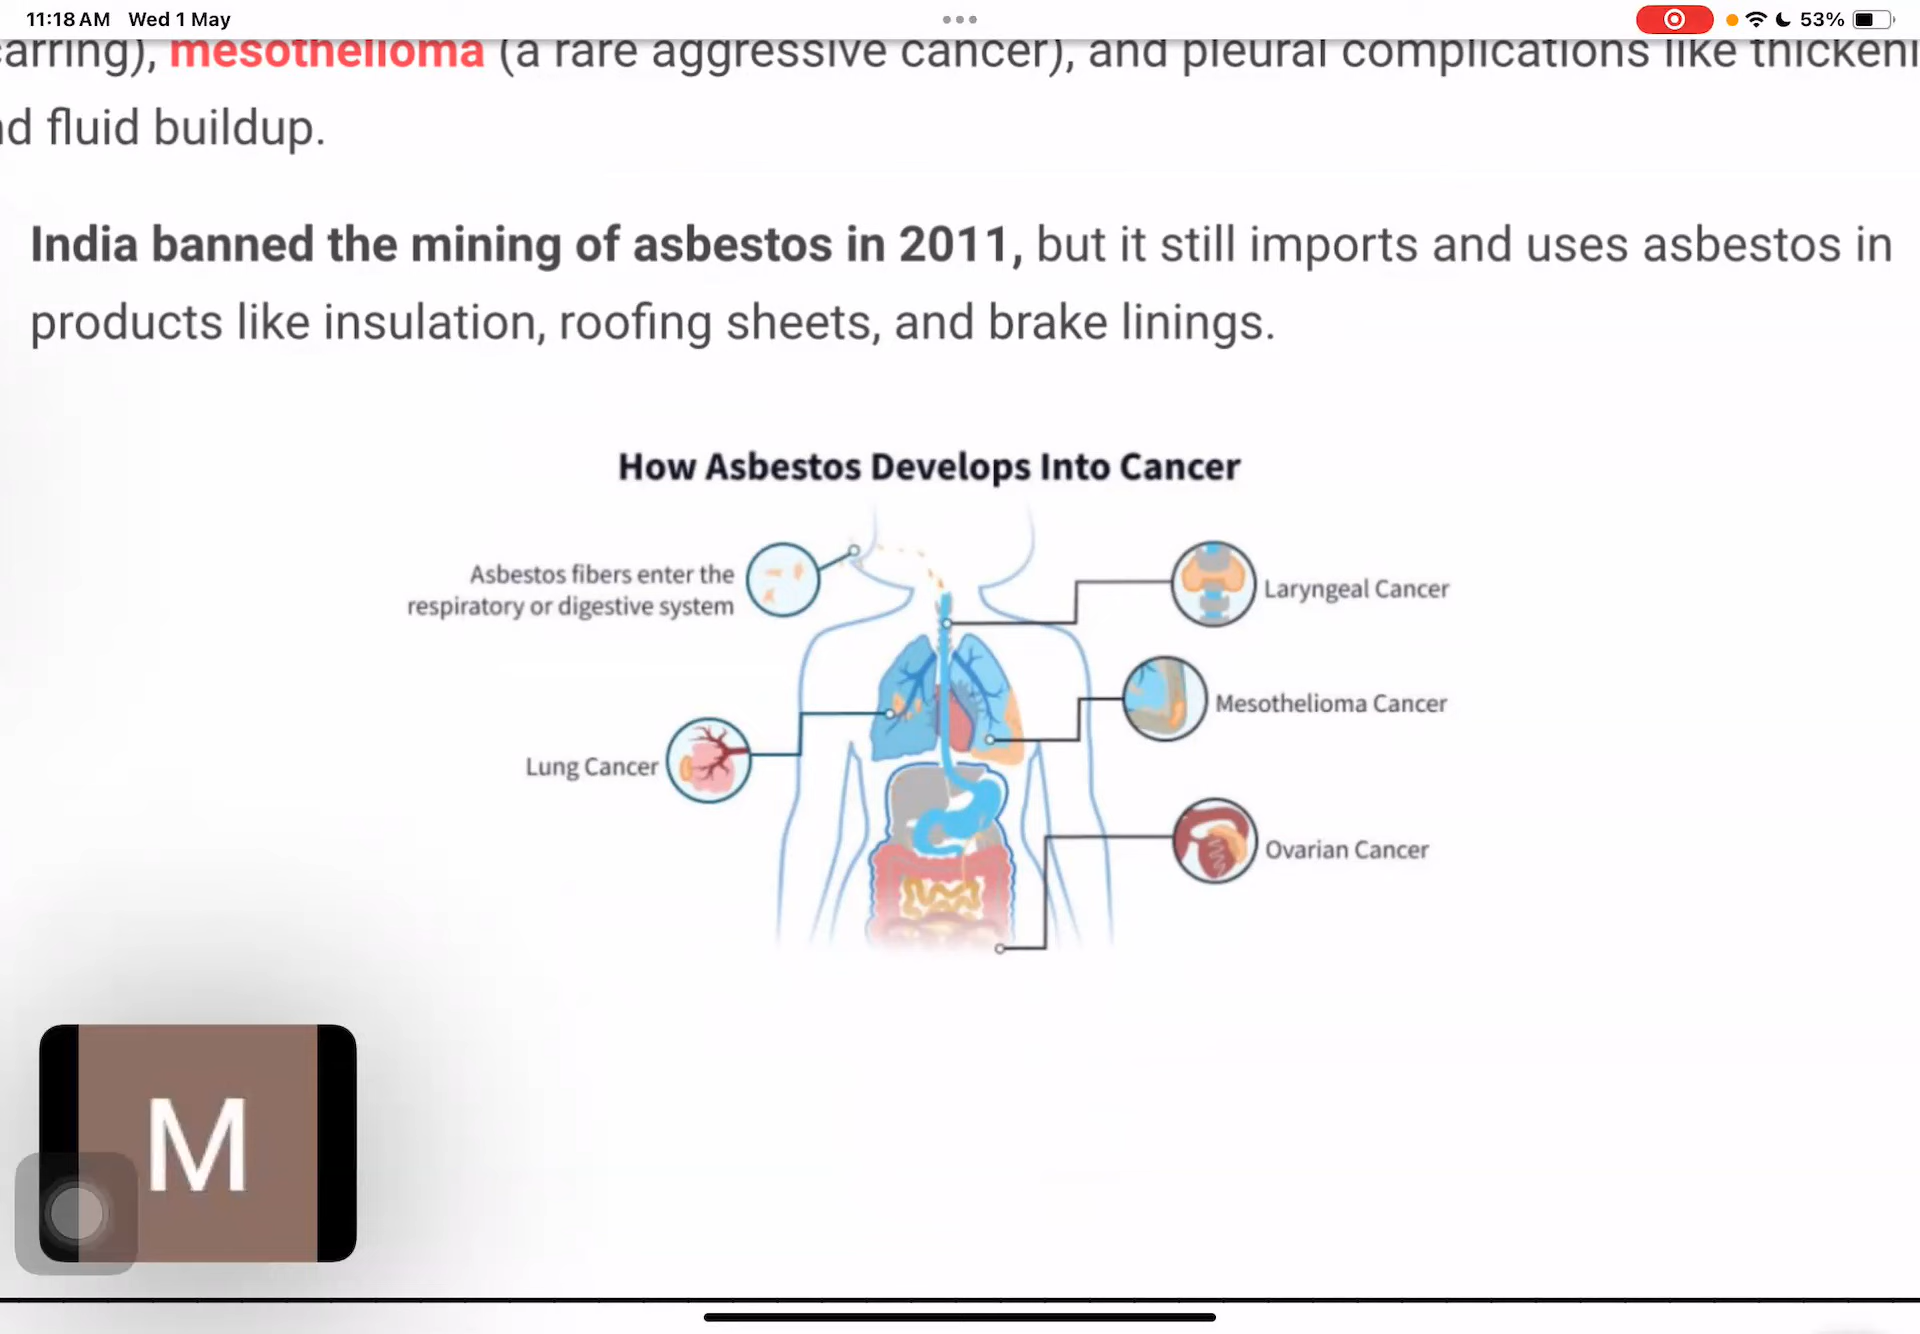 11:18 AM Wed 1 May
53%
mesothelioma (a rare aggressive cancer), and pleural complications like
fluid buildup.
India banned the mining of asbestos in 2011, but it still imports and uses asbestos in
products like insulation, roofing sheets, and brake linings.
How Asbestos Develops Into Cancer
Asbestos fibers enter the
respiratory or digestive system
Laryngeal Cancer
Mesothelioma Cancer
Lung Cancer
Ovarian Cancer
M